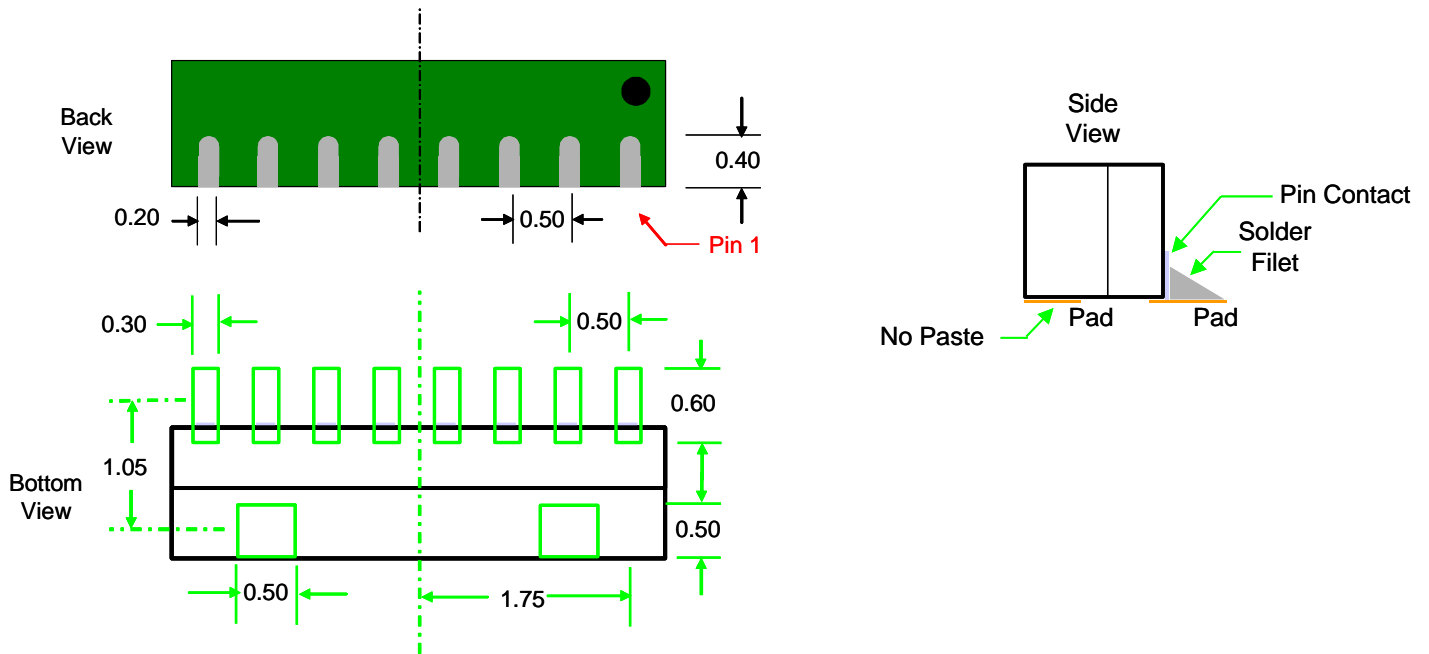 Back
View
0.20
0.50
Pin 1
0.40
0.30
0.50
0.60
1.05
Bottom
View
0.50
0.50
1.75
Side
View
Pin Contact
Solder
Filet
No Paste
Pad
Pad